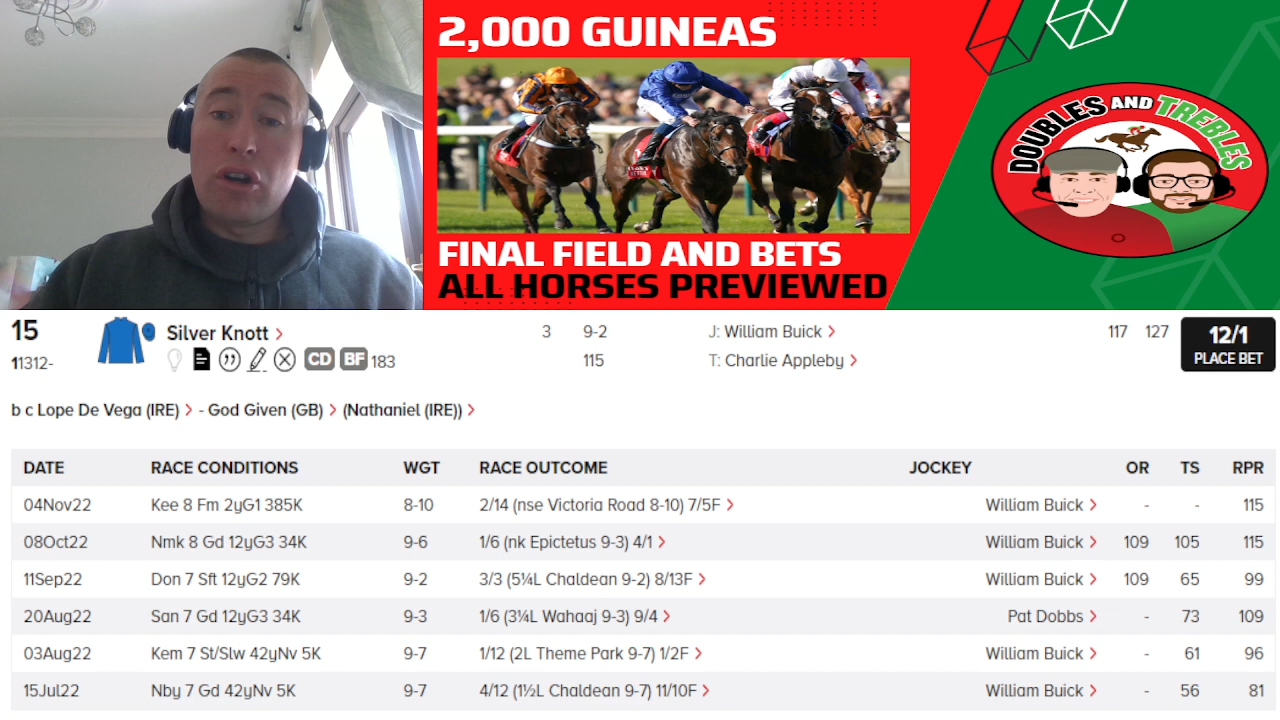 2,000 GUINEAS
FINAL FIELD AND BETS
ALL HORSES PREVIEWED
DOUBLES AND TREBLES
15 Silver Knott 3 9-2 J: William Buick 117 127 12/1
11312- CD BF 183 115 T: Charlie Appleby PLACE BET
b c Lope De Vega (IRE) - God Given (GB) (Nathaniel (IRE))
DATE RACE CONDITIONS WGT RACE OUTCOME JOCKEY OR TS RPR
04Nov22 Kee 8 Fm 2yG1 385K 8-10 2/14 (nse Victoria Road 8-10) 7/5F William Buick - - 115
08Oct22 Nmk 8 Gd 12yG3 34K 9-6 1/6 (nk Epictetus 9-3) 4/1 William Buick 109 105 115
11Sep22 Don 7 Sft 12yG2 79K 9-2 3/3 (5¼L Chaldean 9-2) 8/13F William Buick 109 65 99
20Aug22 San 7 Gd 12yG3 34K 9-3 1/6 (3¼L Wahaaj 9-3) 9/4 Pat Dobbs - 73 109
03Aug22 Kem 7 St/Slw 42yNv 5K 9-7 1/12 (2L Theme Park 9-7) 1/2F William Buick - 61 96
15Jul22 Nby 7 Gd 42yNv 5K 9-7 4/12 (1½L Chaldean 9-7) 11/10F William Buick - 56 81